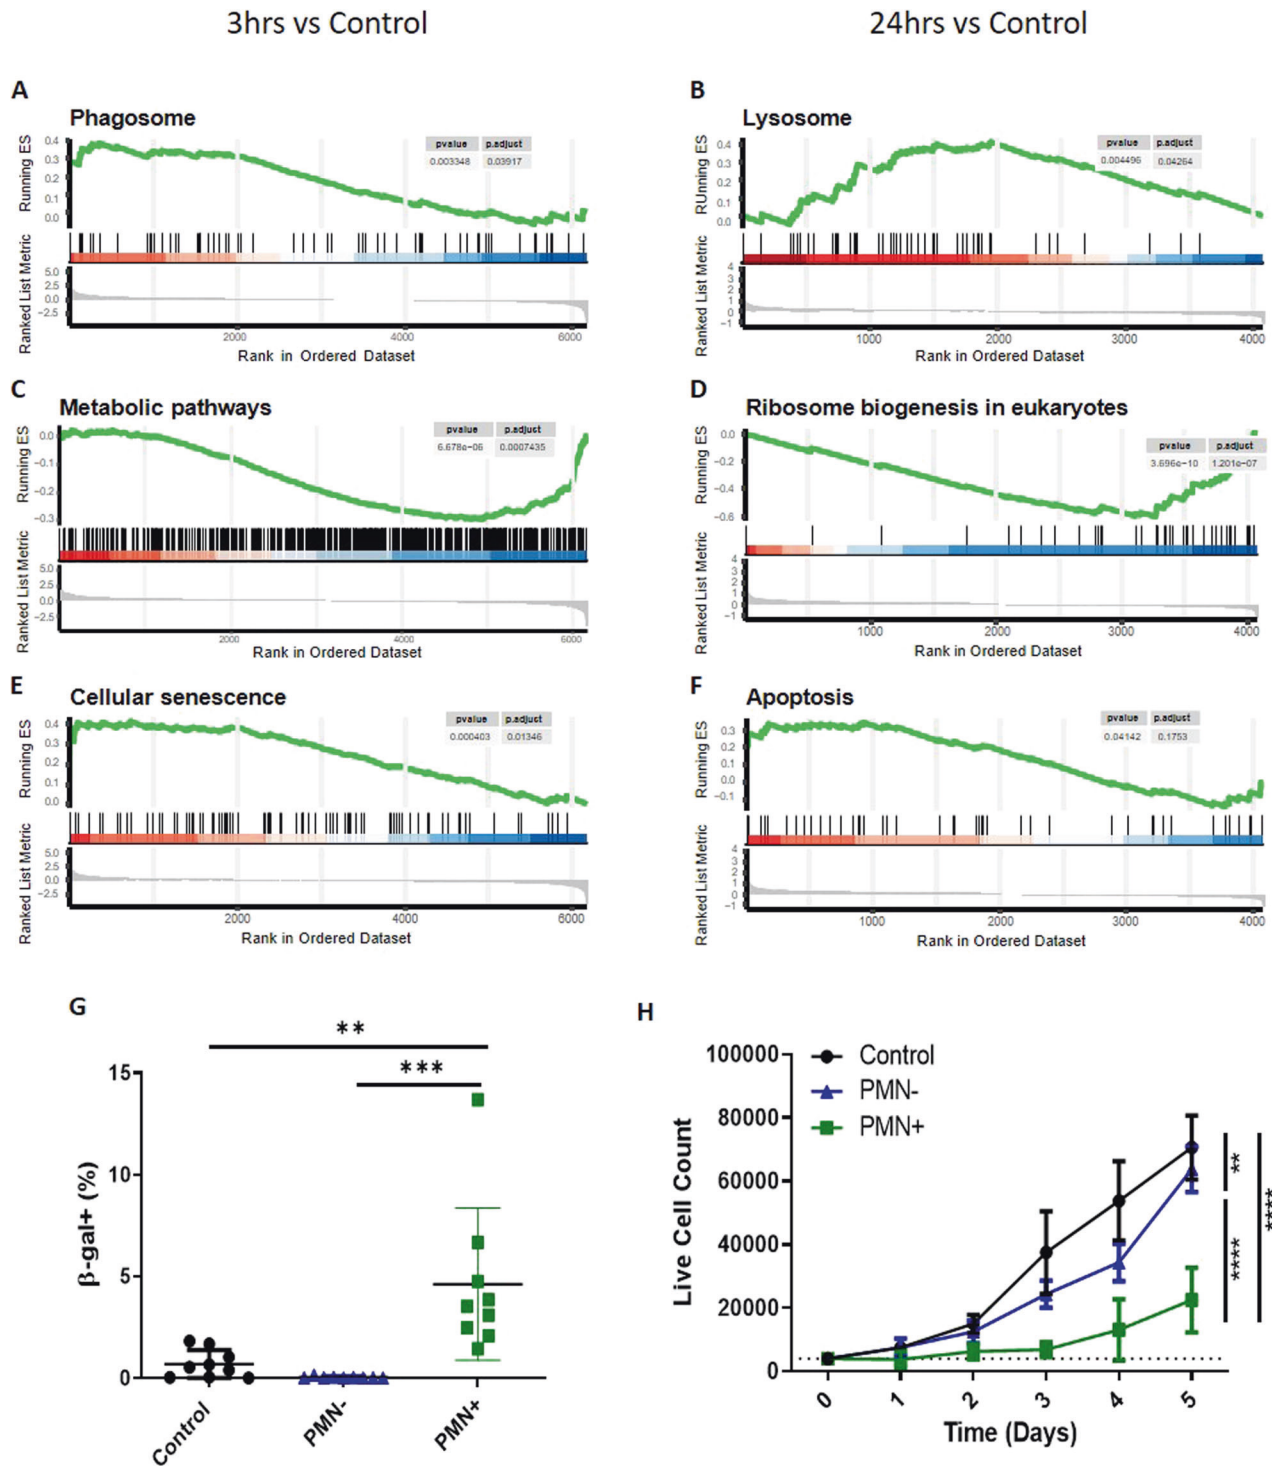 3hrs vs Control
24hrs vs Control
A
Phagosome
Running ES
0.4
0.3
0.2
0.1
0.0
pvalue p.adjust
0.003348 0.03917
Ranked List Metric
5.0
2.5
0.0
−2.5
2000 4000 6000
Rank in Ordered Dataset
B
Lysosome
RUnning ES
0.4
0.3
0.2
0.1
0.0
pvalue p.adjust
0.004496 0.04264
Ranked List Metric
4
3
2
1
0
−1
1000 2000 3000 4000
Rank in Ordered Dataset
C
Metabolic pathways
Running ES
0.0
−0.1
−0.2
−0.3
pvalue p.adjust
6.678e−06 0.0007435
Ranked List Metric
5.0
2.5
0.0
−2.5
2000 4000 6000
Rank in Ordered Dataset
D
Ribosome biogenesis in eukaryotes
Running ES
0.0
−0.2
−0.4
−0.6
pvalue p.adjust
3.696e−10 1.201e−07
Ranked List Metric
4
3
2
1
0
−1
1000 2000 3000 4000
Rank in Ordered Dataset
E
Cellular senescence
Running ES
0.4
0.3
0.2
0.1
0.0
pvalue p.adjust
0.000403 0.01346
Ranked List Metric
5.0
2.5
0.0
−2.5
2000 4000 6000
Rank in Ordered Dataset
F
Apoptosis
Running ES
0.3
0.2
0.1
0.0
−0.1
pvalue p.adjust
0.04142 0.1753
Ranked List Metric
4
3
2
1
0
−1
1000 2000 3000 4000
Rank in Ordered Dataset
G
**
***
β-gal+ (%)
15
10
5
0
Control
PMN-
PMN+
H
Control
PMN-
PMN+
Live Cell Count
100000
80000
60000
40000
20000
0
0 1 2 3 4 5
Time (Days)
**
****
****